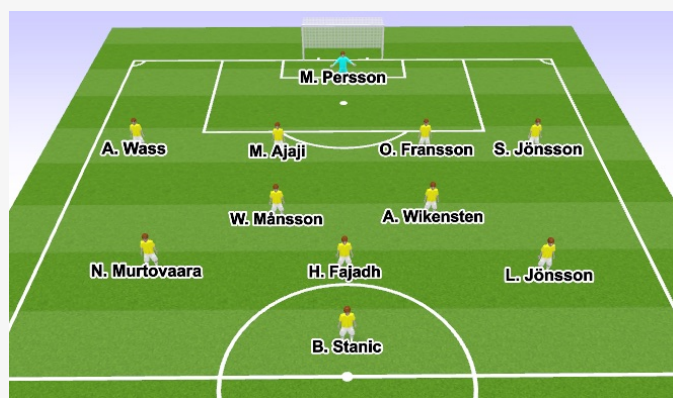 M. Persson
A. Wass
M. Ajaji
O. Fransson
S. Jönsson
W. Månsson
A. Wikensten
N. Murtovaara
H. Fajadh
L. Jönsson
B. Stanic